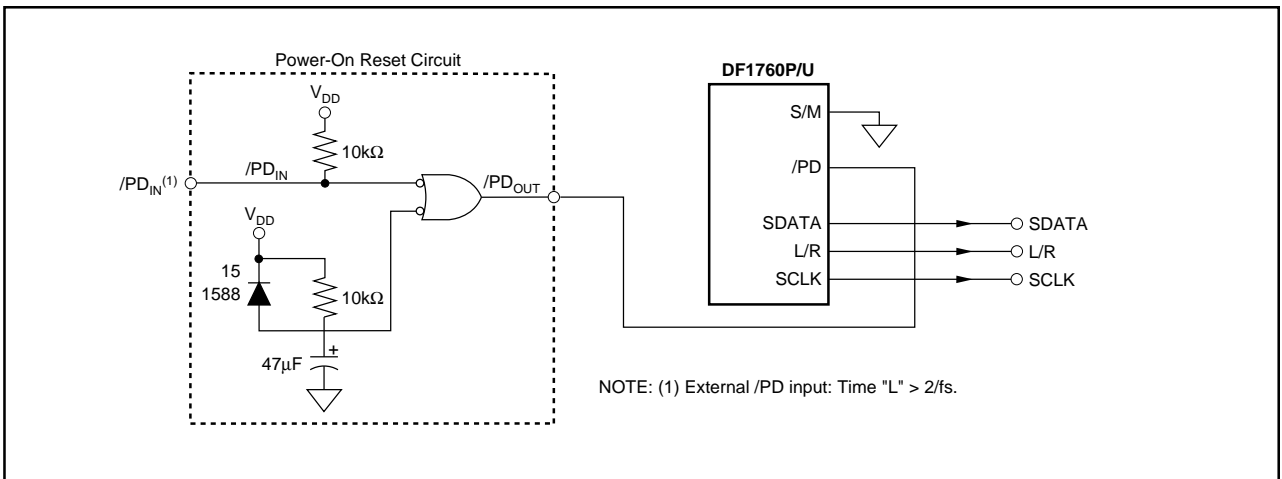 Power-On Reset Circuit
V_DD
10kΩ
/PD_IN(1)
/PD_IN
/PD_OUT
V_DD
15
1588
10kΩ
+
47μF
DF1760P/U
S/M
/PD
SDATA
L/R
SCLK
SDATA
L/R
SCLK
NOTE: (1) External /PD input: Time "L" > 2/fs.